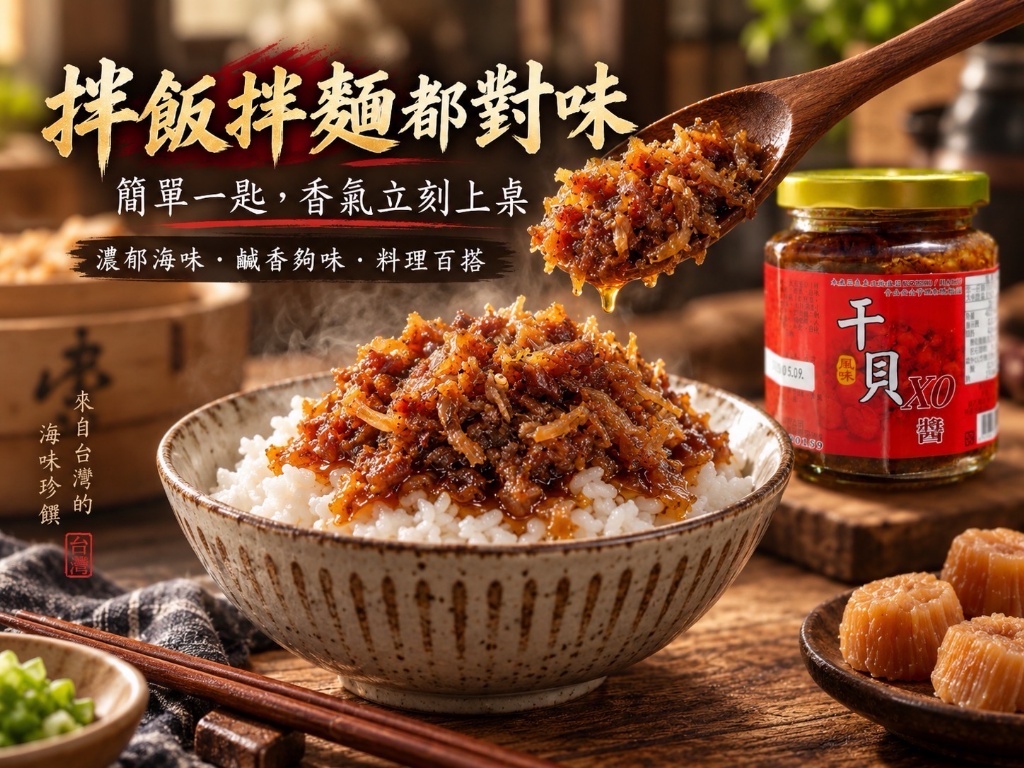 拌飯拌麵都對味
簡單一匙，香氣立刻上桌
濃郁海味・鹹香夠味・料理百搭
來自台灣的
海味珍饌
台灣
干貝
風味
XO
醬